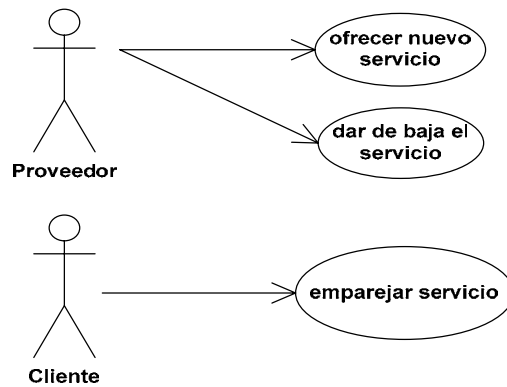 ofrecer nuevo
servicio
dar de baja el
servicio
Proveedor
emparejar servicio
Cliente